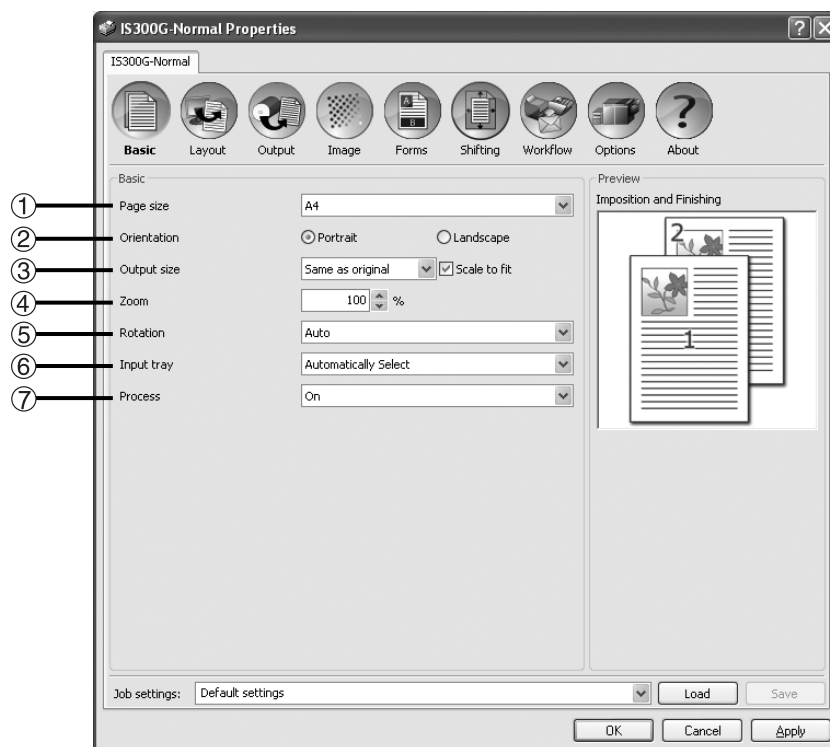 IS300G-Normal Properties
IS300G-Normal
Basic Layout Output Image Forms Shifting Workflow Options About
Basic
① Page size A4
② Orientation Portrait Landscape
③ Output size Same as original Scale to fit
④ Zoom 100 %
⑤ Rotation Auto
⑥ Input tray Automatically Select
⑦ Process On
Preview
Imposition and Finishing
2
1
Job settings: Default settings Load Save
OK Cancel Apply